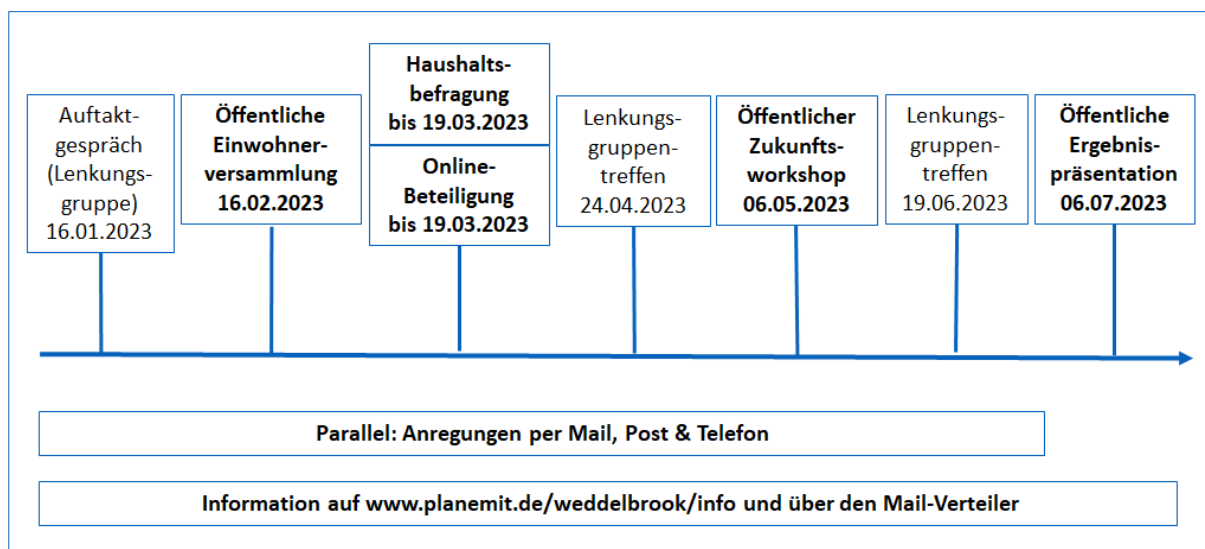 Auftakt-
gespräch
(Lenkungs-
gruppe)
16.01.2023
Öffentliche
Einwohner-
versammlung
16.02.2023
Haushalts-
befragung
bis 19.03.2023
Online-
Beteiligung
bis 19.03.2023
Lenkungs-
gruppen-
treffen
24.04.2023
Öffentlicher
Zukunfts-
workshop
06.05.2023
Lenkungs-
gruppen-
treffen
19.06.2023
Öffentliche
Ergebnis-
präsentation
06.07.2023
Parallel: Anregungen per Mail, Post & Telefon
Information auf www.planemit.de/weddelbrook/info und über den Mail-Verteiler